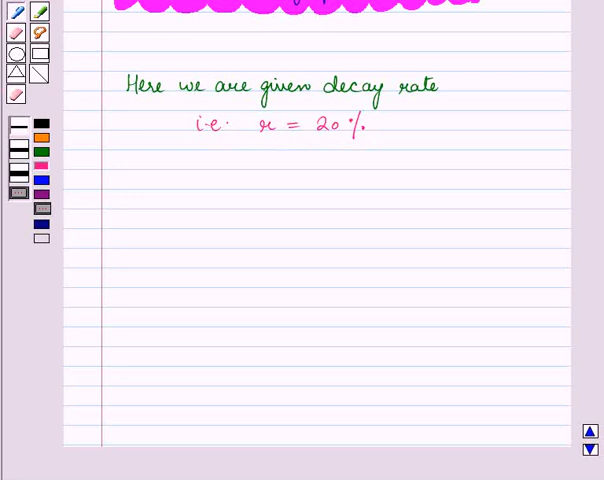 Here we are given decay rate
i.e. r = 20%.